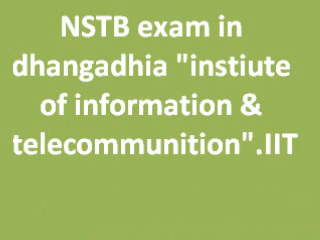 NSTB exam in
dhangadhia "instiute
of information &
telecommunition".IIT